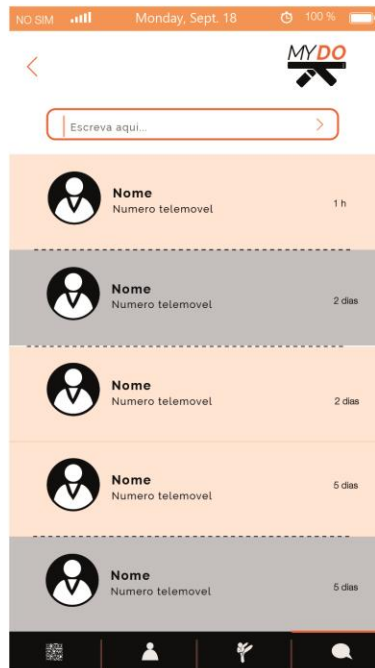 NO SIM Monday, Sept. 18 100 %
MYDO
Escreva aqui...
Nome
Numero telemovel
1 h
Nome
Numero telemovel
2 dias
Nome
Numero telemovel
2 dias
Nome
Numero telemovel
5 dias
Nome
Numero telemovel
5 dias